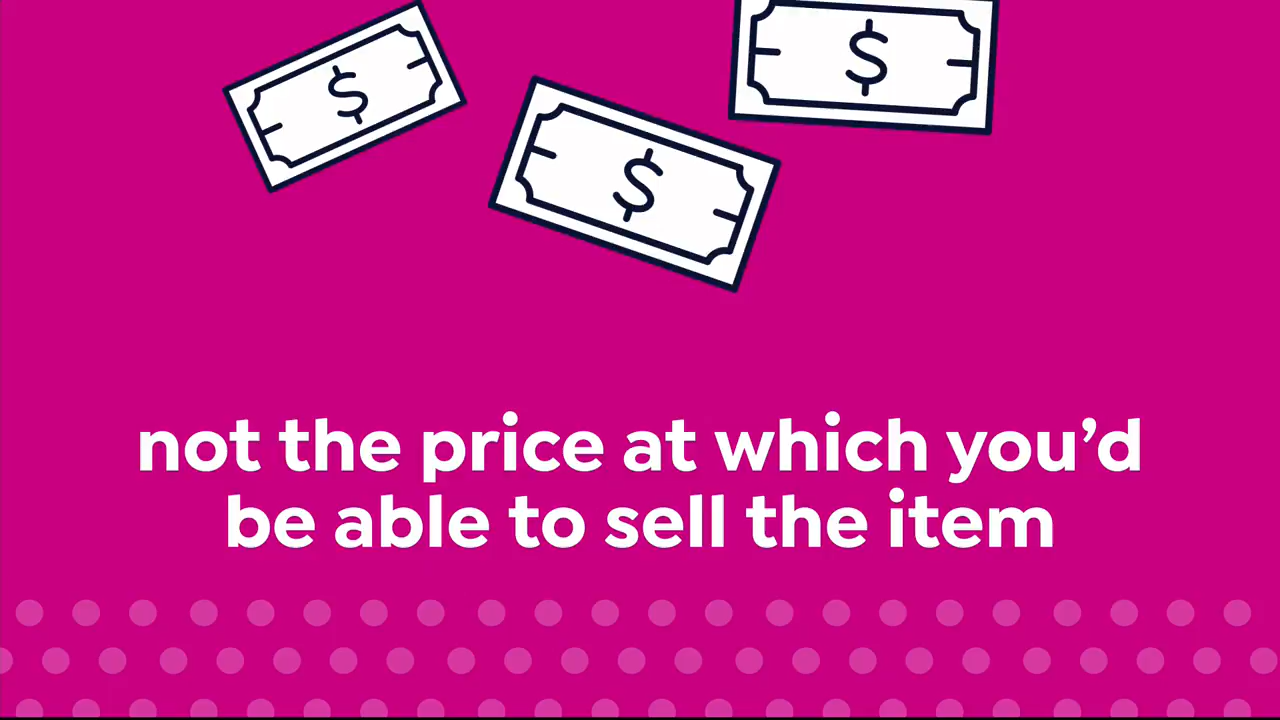 $
$
$
not the price at which you’d
be able to sell the item